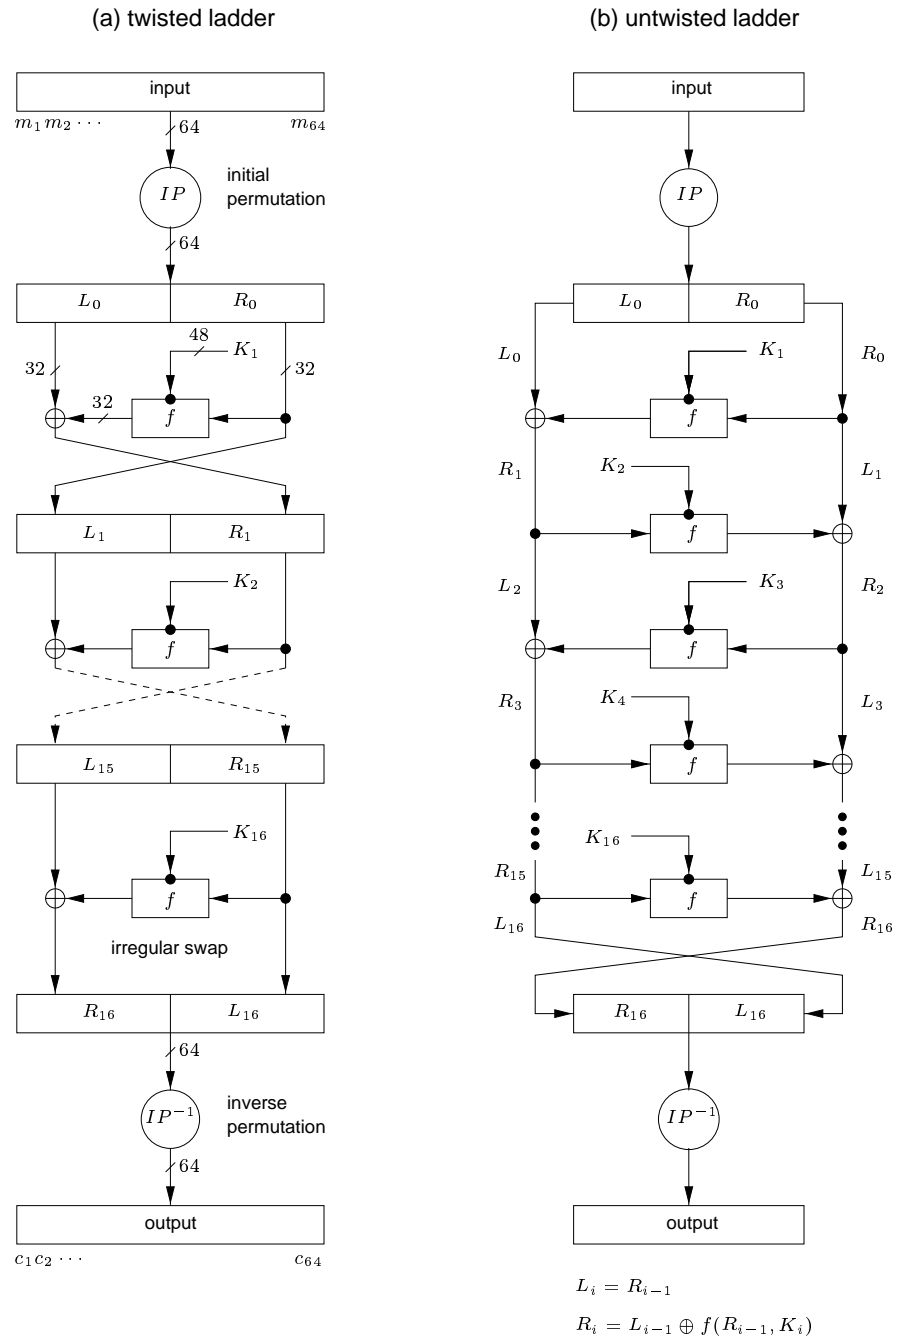 (a) twisted ladder
input
m₁ m₂ ⋯ m₆₄
64
IP
initial
permutation
64
L₀ R₀
48
K₁
32 32
32
f
L₁ R₁
K₂
f
L₁₅ R₁₅
K₁₆
f
irregular swap
R₁₆ L₁₆
64
IP⁻¹
inverse
permutation
64
output
c₁c₂ ⋯ c₆₄
(b) untwisted ladder
input
IP
L₀ R₀
L₀ K₁ R₀
f
R₁ K₂ L₁
f
L₂ K₃ R₂
f
R₃ K₄ L₃
f
K₁₆
R₁₅ L₁₅
f
L₁₆ R₁₆
R₁₆ L₁₆
IP⁻¹
output
Lᵢ = Rᵢ₋₁
Rᵢ = Lᵢ₋₁ ⊕ f(Rᵢ₋₁, Kᵢ)